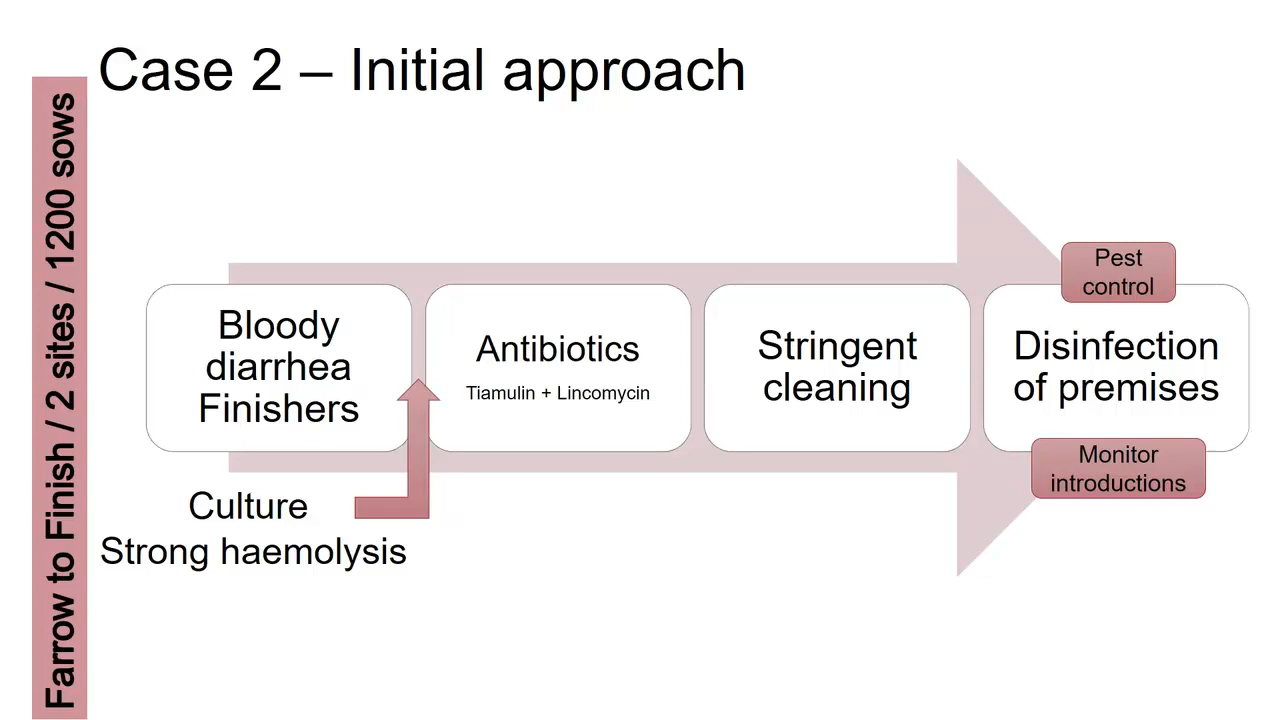 Case 2 – Initial approach
Farrow to Finish / 2 sites / 1200 sows
Bloody
diarrhea
Finishers
Antibiotics
Tiamulin + Lincomycin
Stringent
cleaning
Disinfection
of premises
Pest
control
Monitor
introductions
Culture
Strong haemolysis